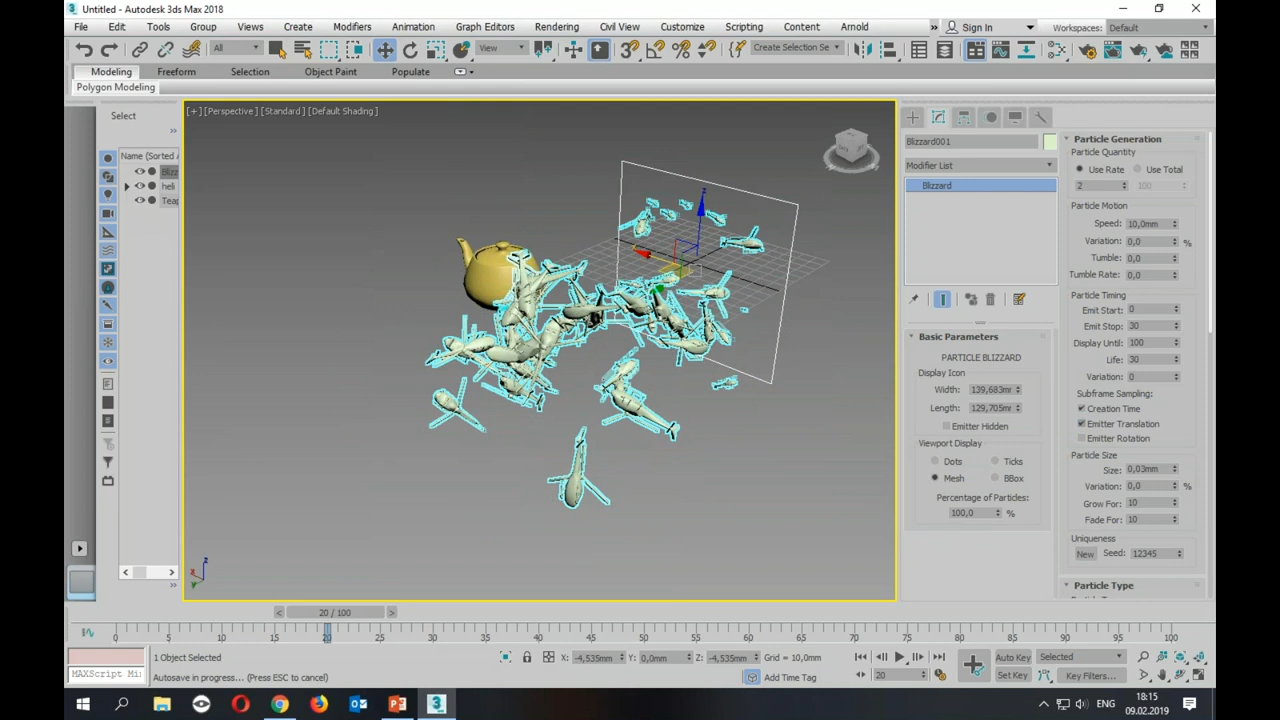 Untitled - Autodesk 3ds Max 2018
File Edit Tools Group Views Create Modifiers Animation Graph Editors Rendering Civil View Customize Scripting Content Arnold » Sign In Workspaces: Default
All View Create Selection Se
Modeling Freeform Selection Object Paint Populate
Polygon Modeling
Select
»
Name (Sorted A
Blizz
heli
Teap
[+] [Perspective] [Standard] [Default Shading]
z
z
x
y
< >
»
Blizzard001
Modifier List
Blizzard
Basic Parameters
PARTICLE BLIZZARD
Display Icon
Width: 139,683m
Length: 129,705m
Emitter Hidden
Viewport Display
Dots Ticks
Mesh BBox
Percentage of Particles:
100,0 %
Particle Generation
Particle Quantity
Use Rate Use Total
2 100
Particle Motion
Speed: 10,0mm
Variation: 0,0 %
Tumble: 0,0
Tumble Rate: 0,0
Particle Timing
Emit Start: 0
Emit Stop: 30
Display Until: 100
Life: 30
Variation: 0
Subframe Sampling:
Creation Time
Emitter Translation
Emitter Rotation
Particle Size
Size: 0,03mm
Variation: 0,0 %
Grow For: 10
Fade For: 10
Uniqueness
New Seed: 12345
Particle Type
< 20 / 100 >
0 5 10 15 20 25 30 35 40 45 50 55 60 65 70 75 80 85 90 95 100
MAXScript Mi
1 Object Selected
X: -4,535mm Y: 0,0mm Z: -4,535mm Grid = 10,0mm
Autosave in progress... (Press ESC to cancel)
Add Time Tag
20
Auto Key Selected
Set Key Key Filters...
ENG
18:15
09.02.2019